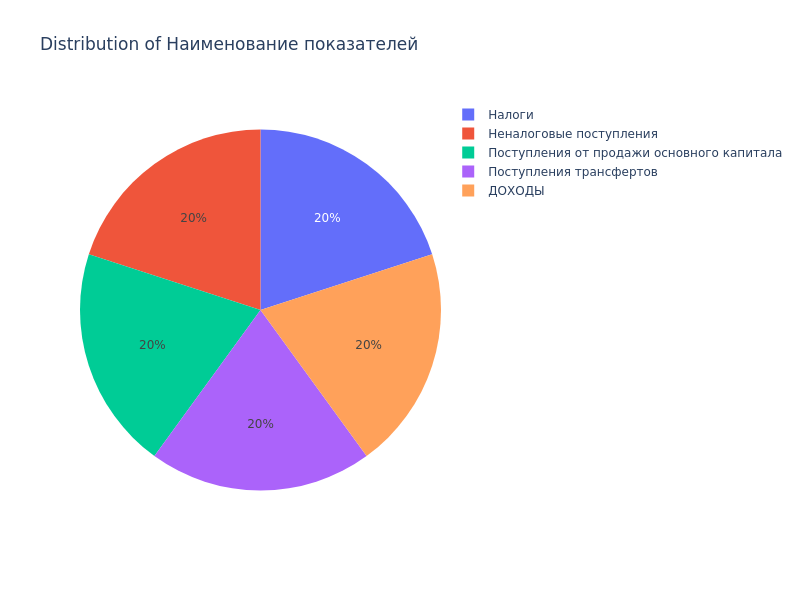 Distribution of Наименование показателей
Налоги
Неналоговые поступления
Поступления от продажи основного капитала
Поступления трансфертов
ДОХОДЫ
20%
20%
20%
20%
20%